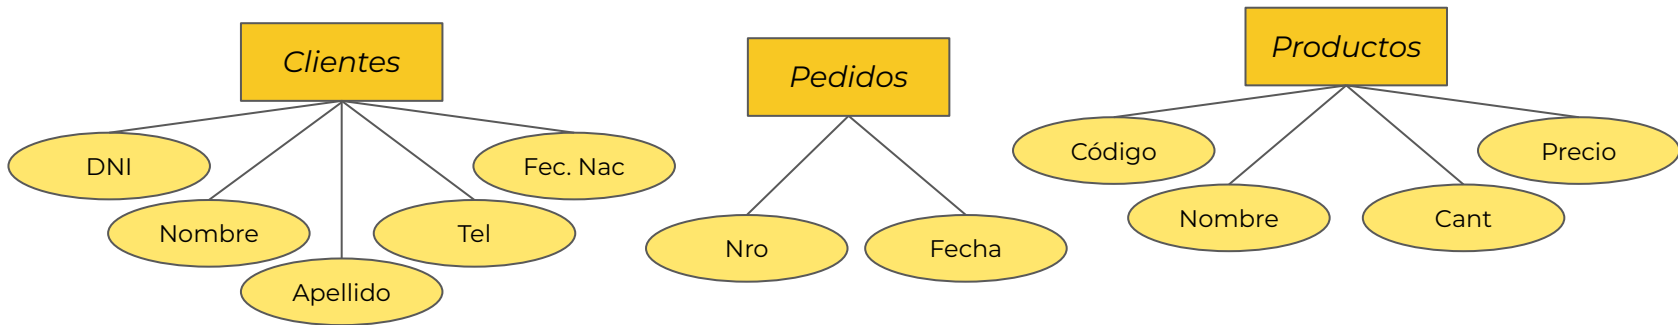 Clientes
DNI
Nombre
Apellido
Tel
Fec. Nac
Pedidos
Nro
Fecha
Productos
Código
Nombre
Cant
Precio